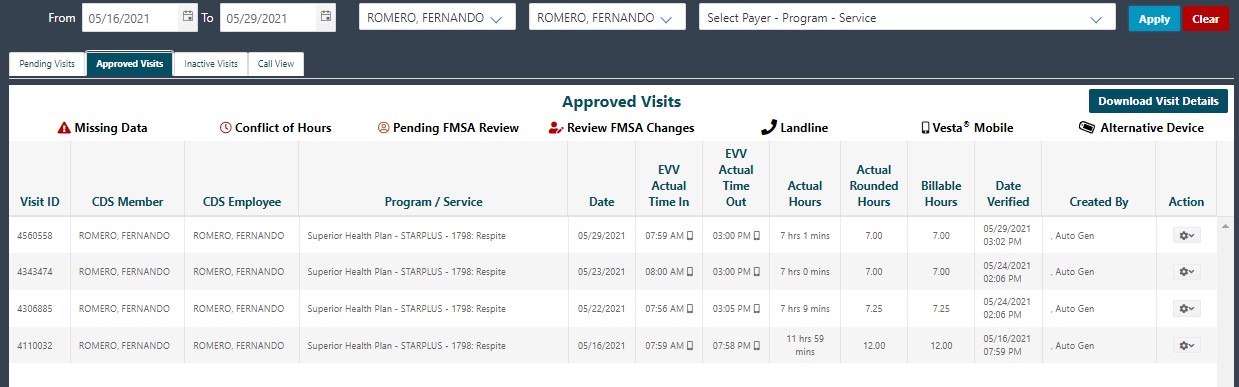 From 05/16/2021 To 05/29/2021 ROMERO, FERNANDO ROMERO, FERNANDO Select Payer - Program - Service Apply Clear
Pending Visits Approved Visits Inactive Visits Call View
Approved Visits Download Visit Details
Missing Data Conflict of Hours Pending FMSA Review Review FMSA Changes Landline Vesta® Mobile Alternative Device
Visit ID CDS Member CDS Employee Program / Service Date EVV Actual Time In EVV Actual Time Out Actual Hours Actual Rounded Hours Billable Hours Date Verified Created By Action
4560558 ROMERO, FERNANDO ROMERO, FERNANDO Superior Health Plan - STARPLUS - 1798: Respite 05/29/2021 07:59 AM 03:00 PM 7 hrs 1 mins 7.00 7.00 05/29/2021 03:02 PM , Auto Gen
4343474 ROMERO, FERNANDO ROMERO, FERNANDO Superior Health Plan - STARPLUS - 1798: Respite 05/23/2021 08:00 AM 03:00 PM 7 hrs 0 mins 7.00 7.00 05/24/2021 02:06 PM , Auto Gen
4306885 ROMERO, FERNANDO ROMERO, FERNANDO Superior Health Plan - STARPLUS - 1798: Respite 05/22/2021 07:56 AM 03:05 PM 7 hrs 9 mins 7.25 7.25 05/24/2021 02:06 PM , Auto Gen
4110032 ROMERO, FERNANDO ROMERO, FERNANDO Superior Health Plan - STARPLUS - 1798: Respite 05/16/2021 07:59 AM 07:58 PM 11 hrs 59 mins 12.00 12.00 05/16/2021 07:59 PM , Auto Gen